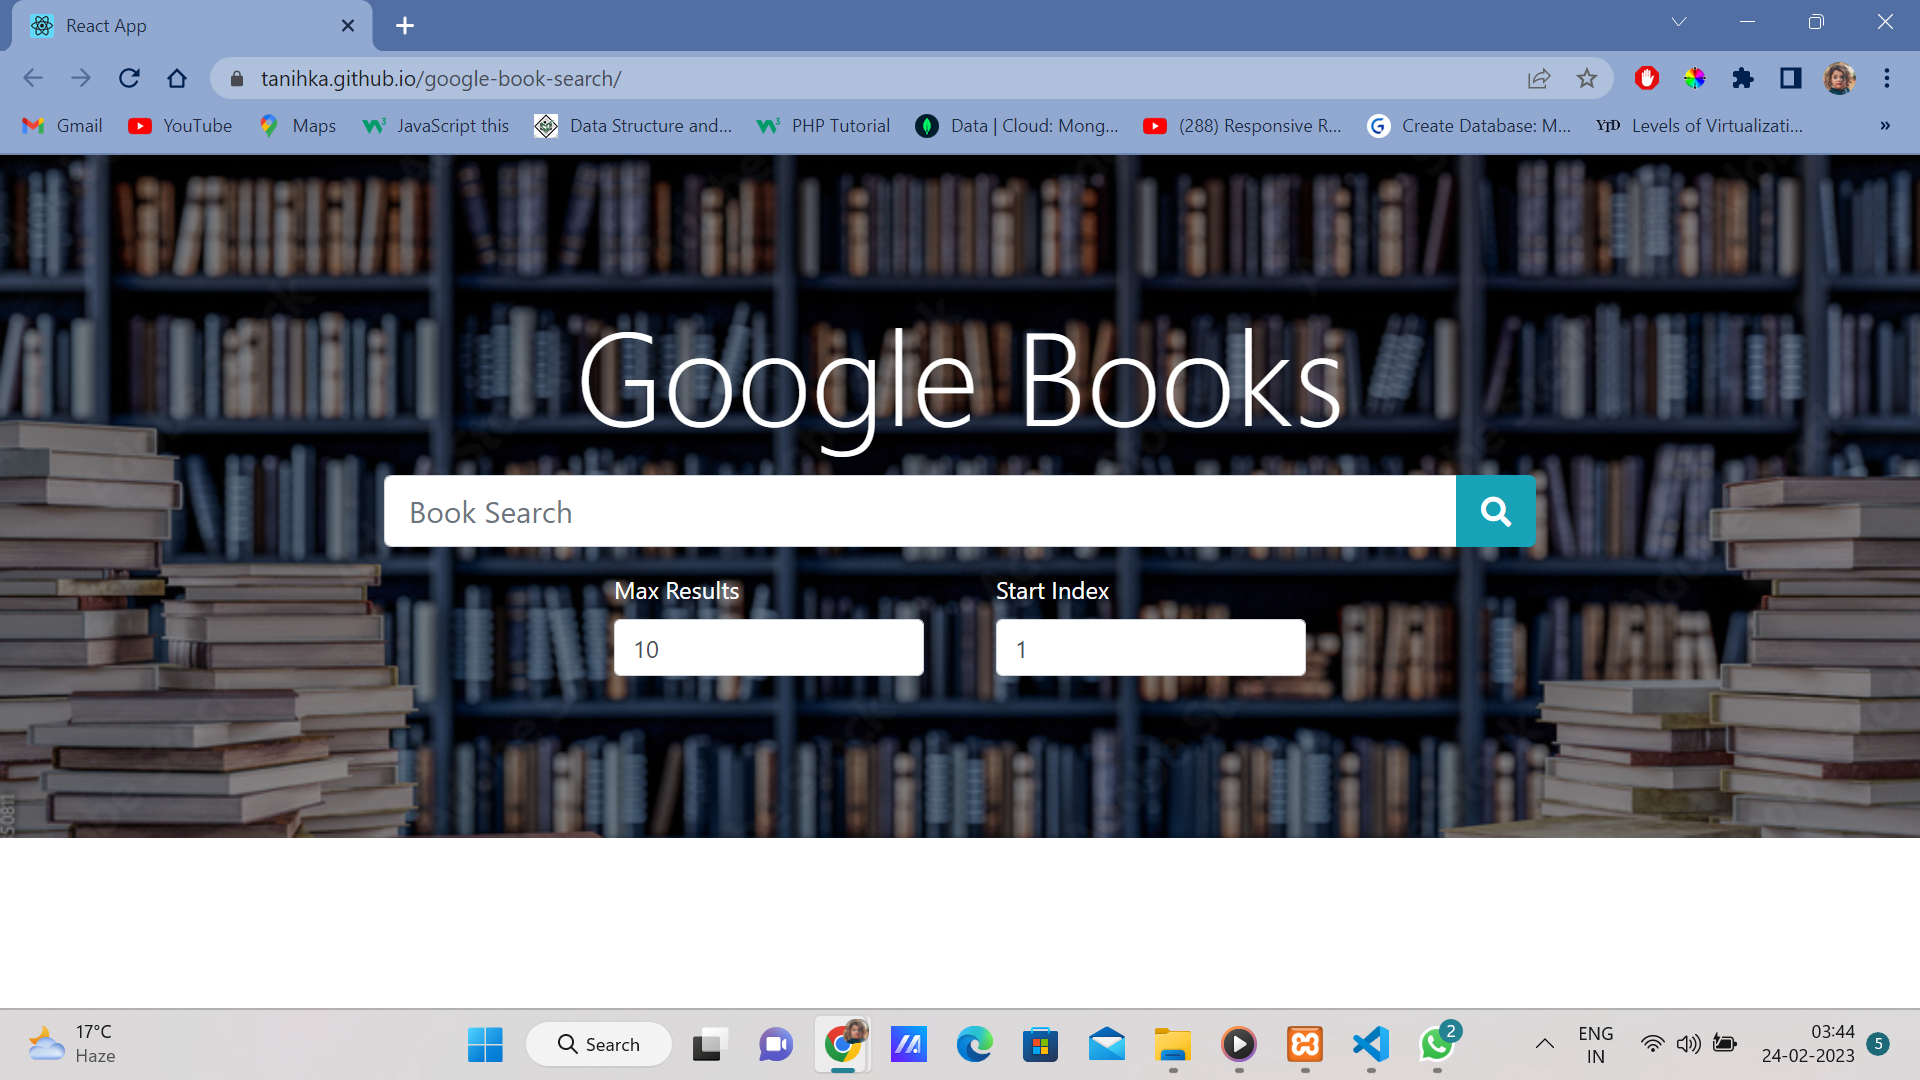 React App
tanihka.github.io/google-book-search/
Gmail
YouTube
Maps
JavaScript this
Data Structure and...
PHP Tutorial
Data | Cloud: Mong...
(288) Responsive R...
Create Database: M...
YTD
Levels of Virtualizati...
»
Google Books
Book Search
Max Results
Start Index
10
1
17°C
Haze
Search
2
ENG
IN
03:44
24-02-2023
5